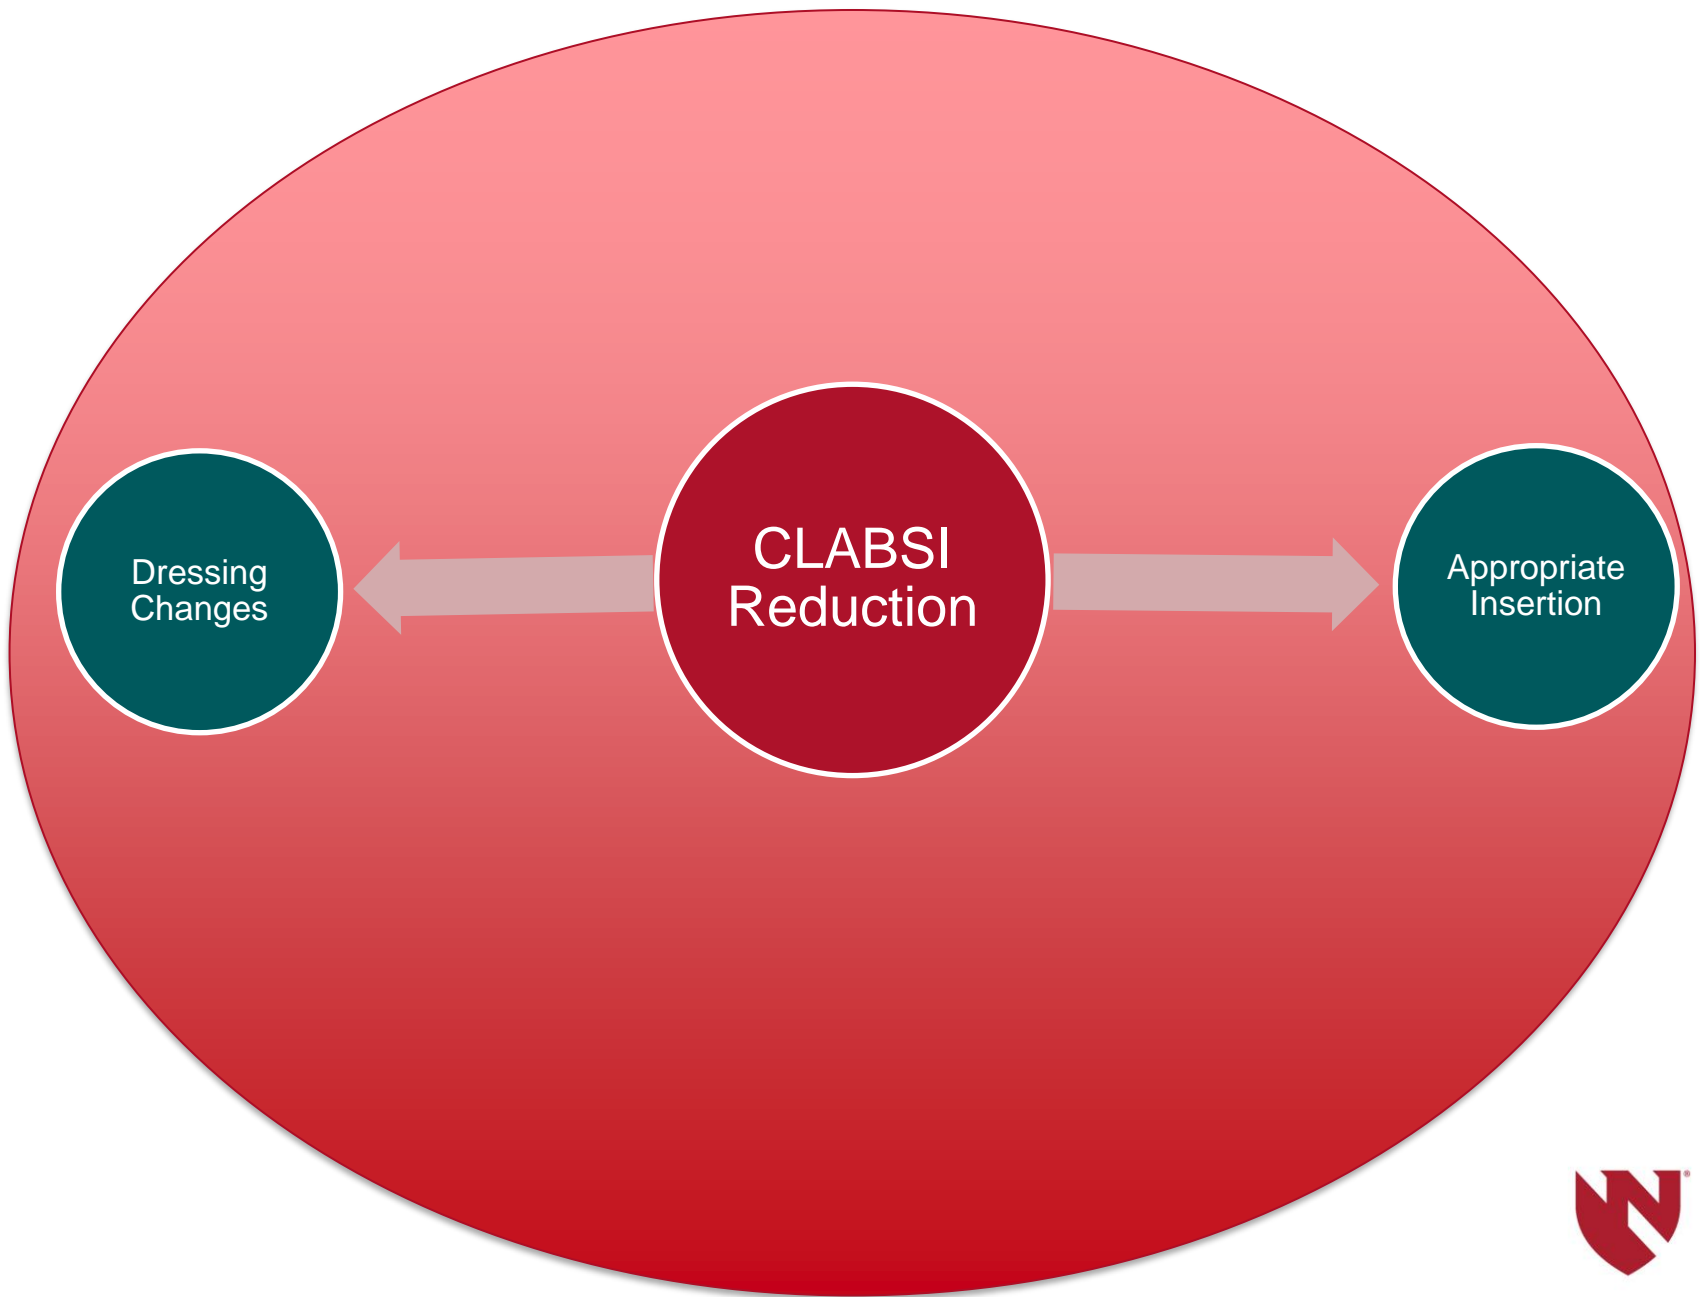 Dressing
Changes
CLABSI
Reduction
Appropriate
Insertion